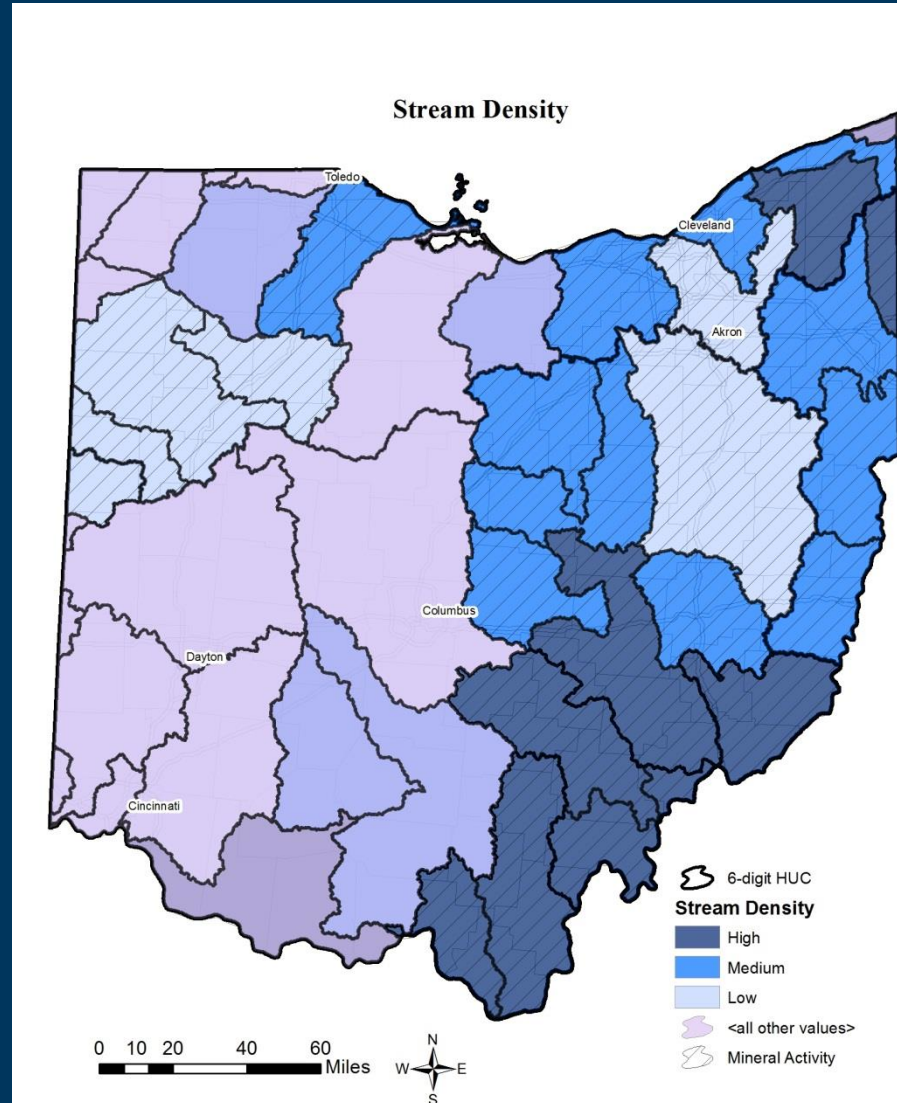 Stream Density
Toledo
Cleveland
Akron
Columbus
Dayton
Cincinnati
6-digit HUC
Stream Density
High
Medium
Low
<all other values>
Mineral Activity
0 10 20 40 60
Miles
N
W E
S